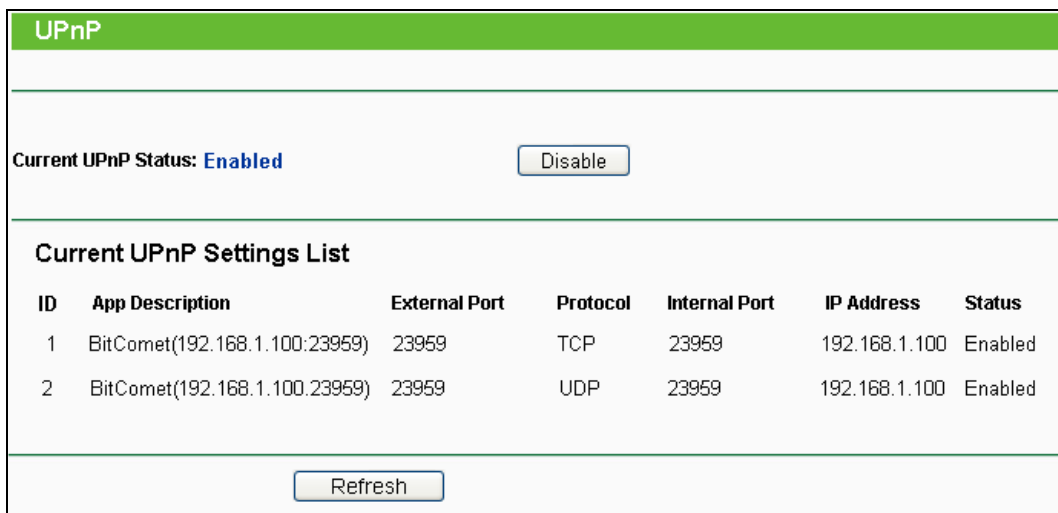 UPnP
Current UPnP Status: Enabled Disable
Current UPnP Settings List
ID App Description External Port Protocol Internal Port IP Address Status
1 BitComet(192.168.1.100:23959) 23959 TCP 23959 192.168.1.100 Enabled
2 BitComet(192.168.1.100.23959) 23959 UDP 23959 192.168.1.100 Enabled
Refresh